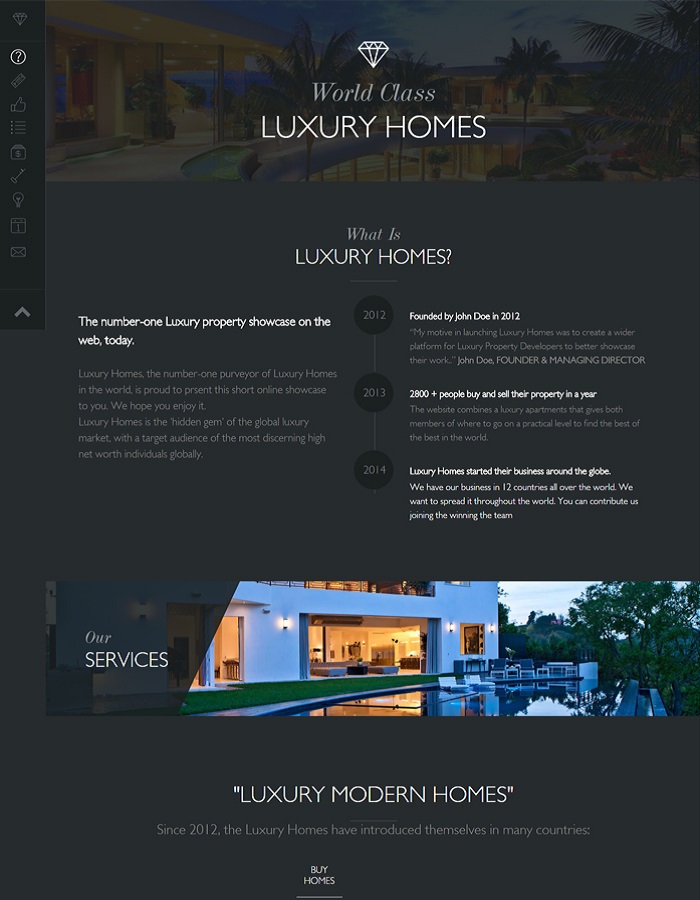 World Class
LUXURY HOMES
What Is
LUXURY HOMES?
The number-one Luxury property showcase on the
web, today.
Luxury Homes, the number-one purveyor of Luxury Homes
in the world, is proud to prsent this short online showcase
to you. We hope you enjoy it.
Luxury Homes is the 'hidden gem' of the global luxury
market, with a target audience of the most discerning high
net worth individuals globally.
2012
Founded by John Doe in 2012
"My motive in launching Luxury Homes was to create a wider
platform for Luxury Property Developers to better showcase
their work.." John Doe, FOUNDER & MANAGING DIRECTOR
2013
2800 + people buy and sell their property in a year
The website combines a luxury apartments that gives both
members of where to go on a practical level to find the best of
the best in the world.
2014
Luxury Homes started their business around the globe.
We have our business in 12 countries all over the world. We
want to spread it throughout the world. You can contribute us
joining the winning the team
Our
SERVICES
"LUXURY MODERN HOMES"
Since 2012, the Luxury Homes have introduced themselves in many countries:
BUY
HOMES